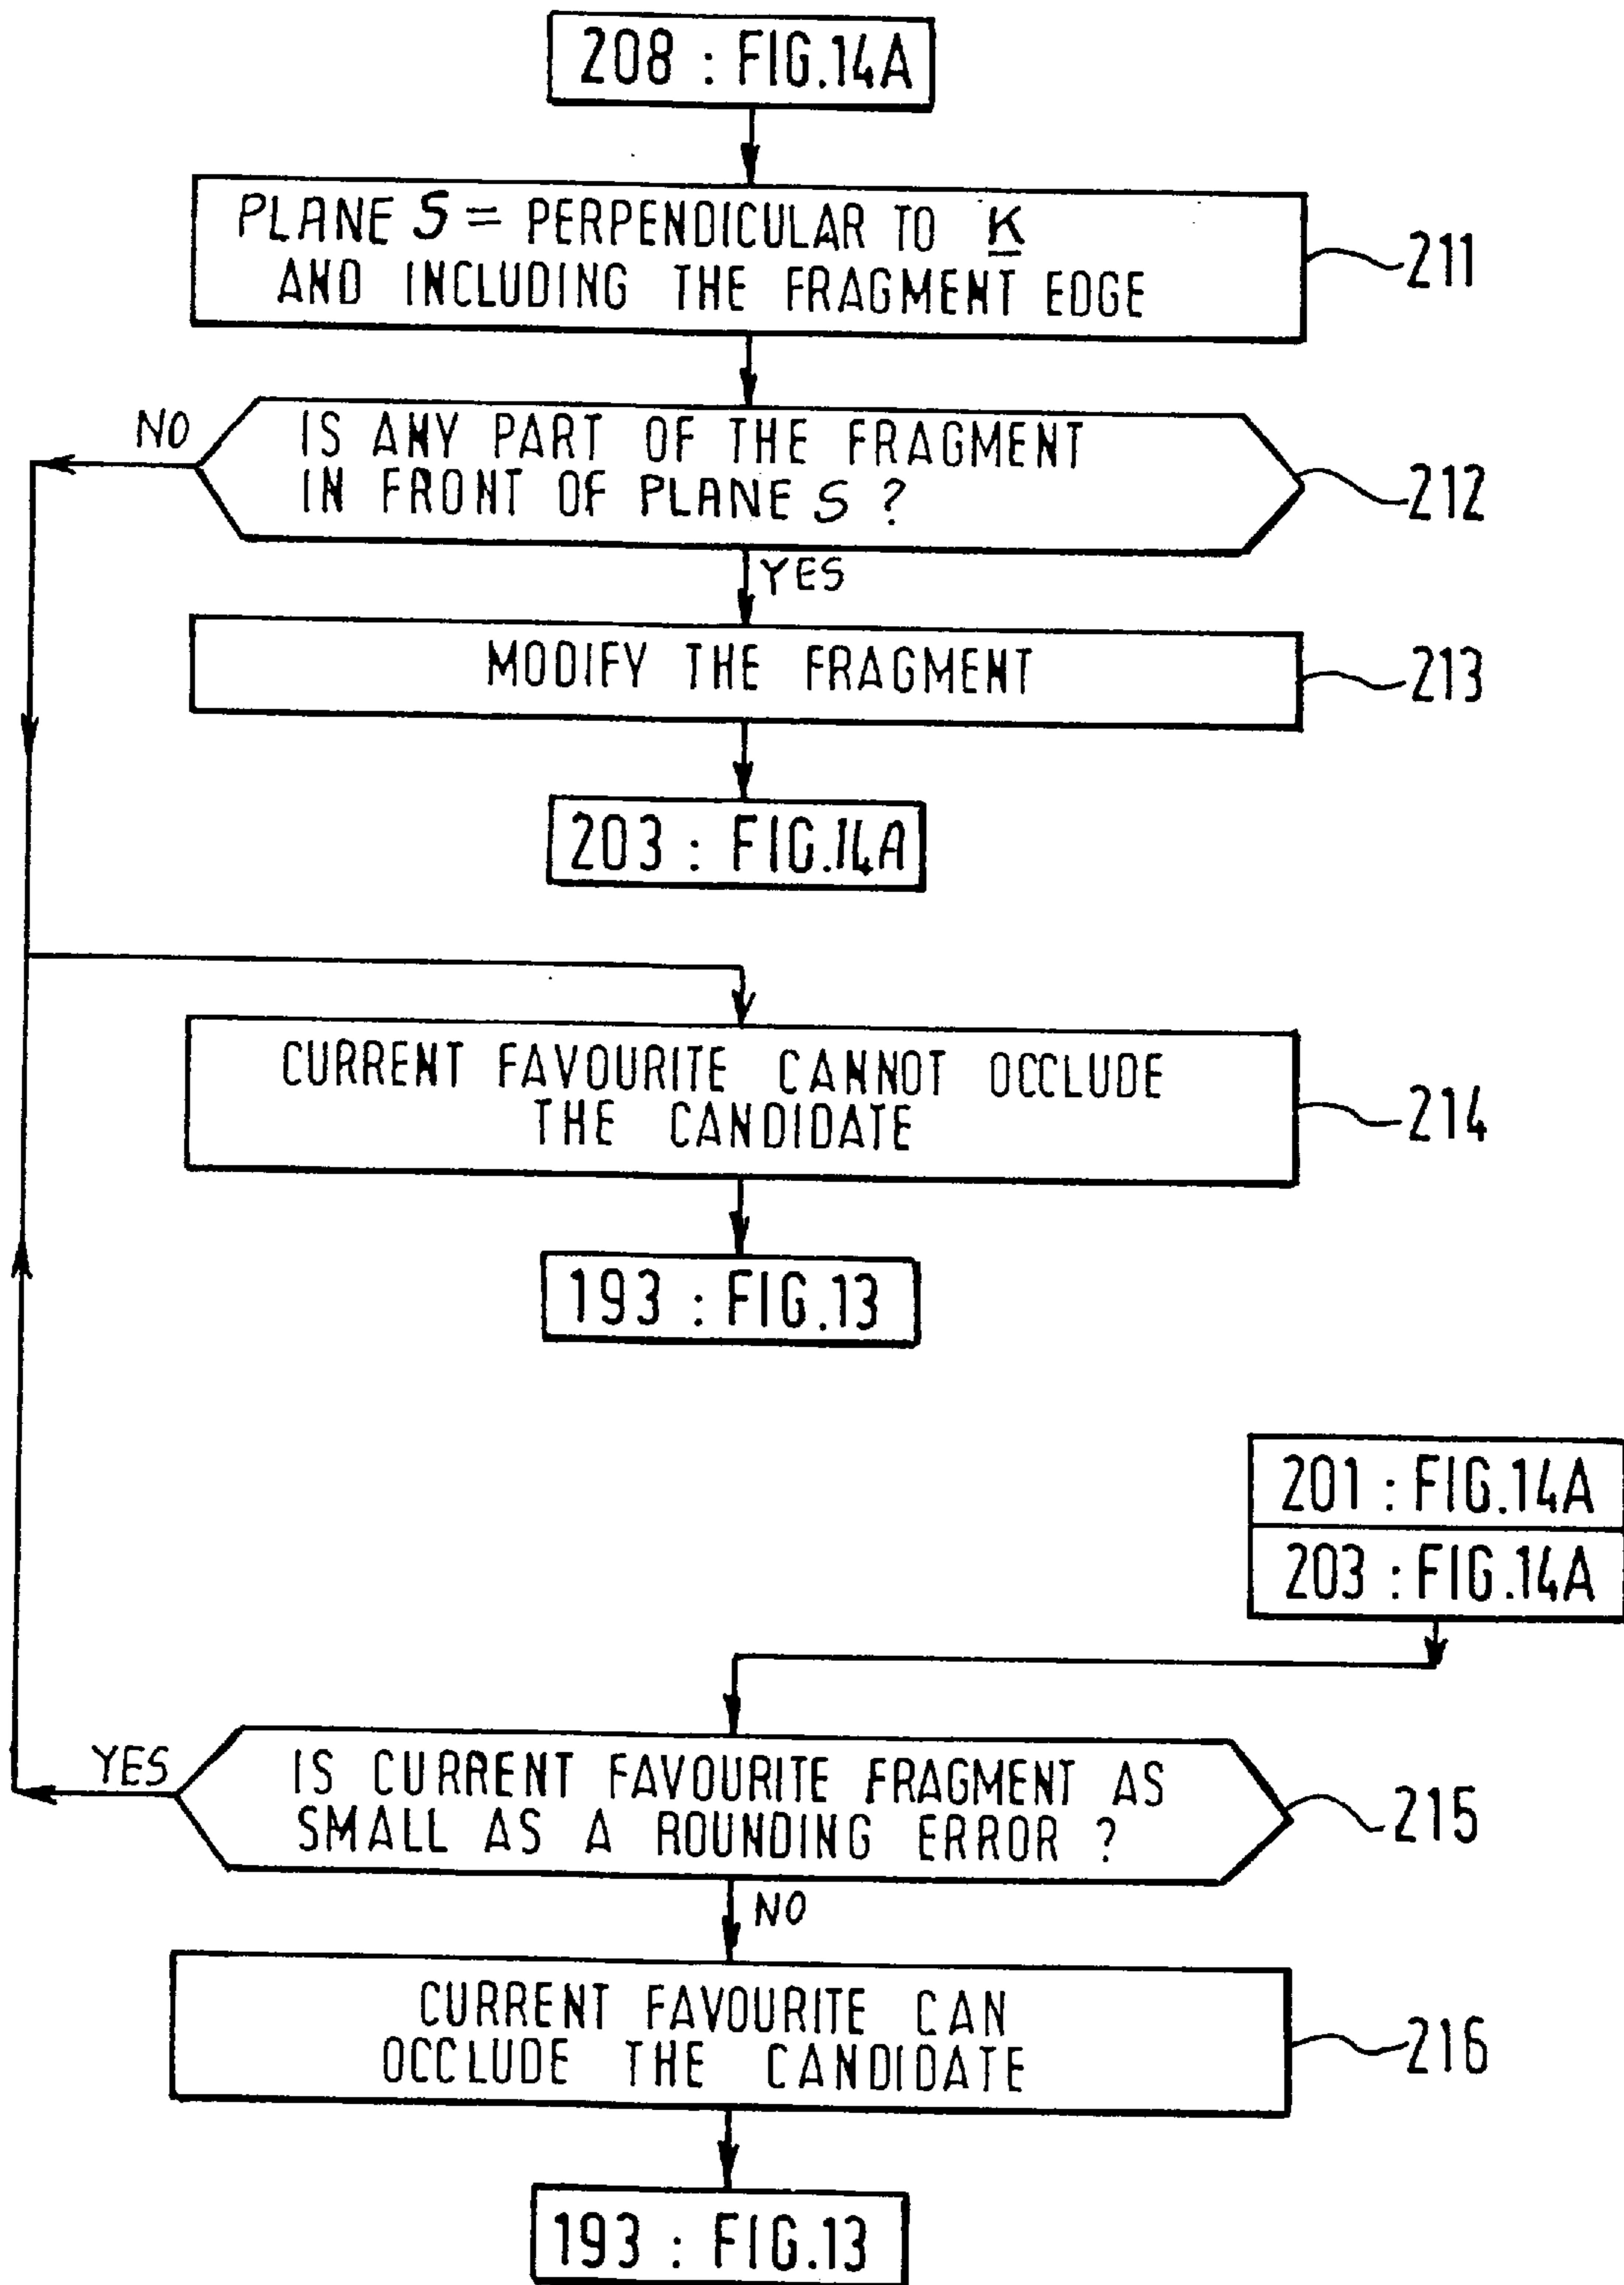 208 : FIG.14A
PLANE S = PERPENDICULAR TO K
AND INCLUDING THE FRAGMENT EDGE
211
NO
IS ANY PART OF THE FRAGMENT
IN FRONT OF PLANE S ?
212
YES
MODIFY THE FRAGMENT
213
203 : FIG.14A
CURRENT FAVOURITE CANNOT OCCLUDE
THE CANDIDATE
214
193 : FIG.13
201 : FIG.14A
203 : FIG.14A
YES
IS CURRENT FAVOURITE FRAGMENT AS
SMALL AS A ROUNDING ERROR ?
215
NO
CURRENT FAVOURITE CAN
OCCLUDE THE CANDIDATE
216
193 : FIG.13